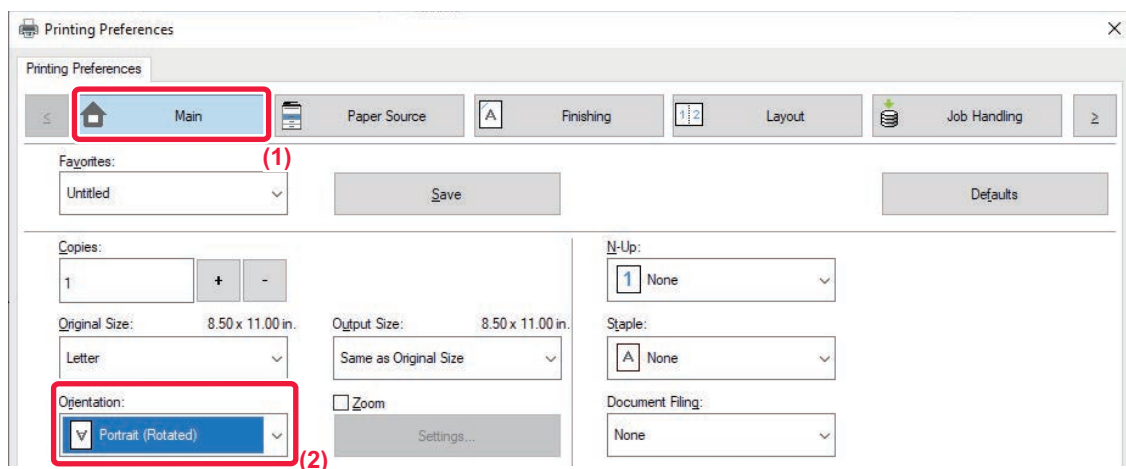 Printing Preferences
Printing Preferences
≤ Main Paper Source A Finishing 1 2 Layout Job Handling ≥
(1)
Favorites:
Untitled Save Defaults
Copies: N-Up:
1 + - 1 None
Original Size: 8.50 x 11.00 in. Output Size: 8.50 x 11.00 in. Staple:
Letter Same as Original Size A None
Orientation: Zoom Document Filing:
A Portrait (Rotated) Settings... None
(2)